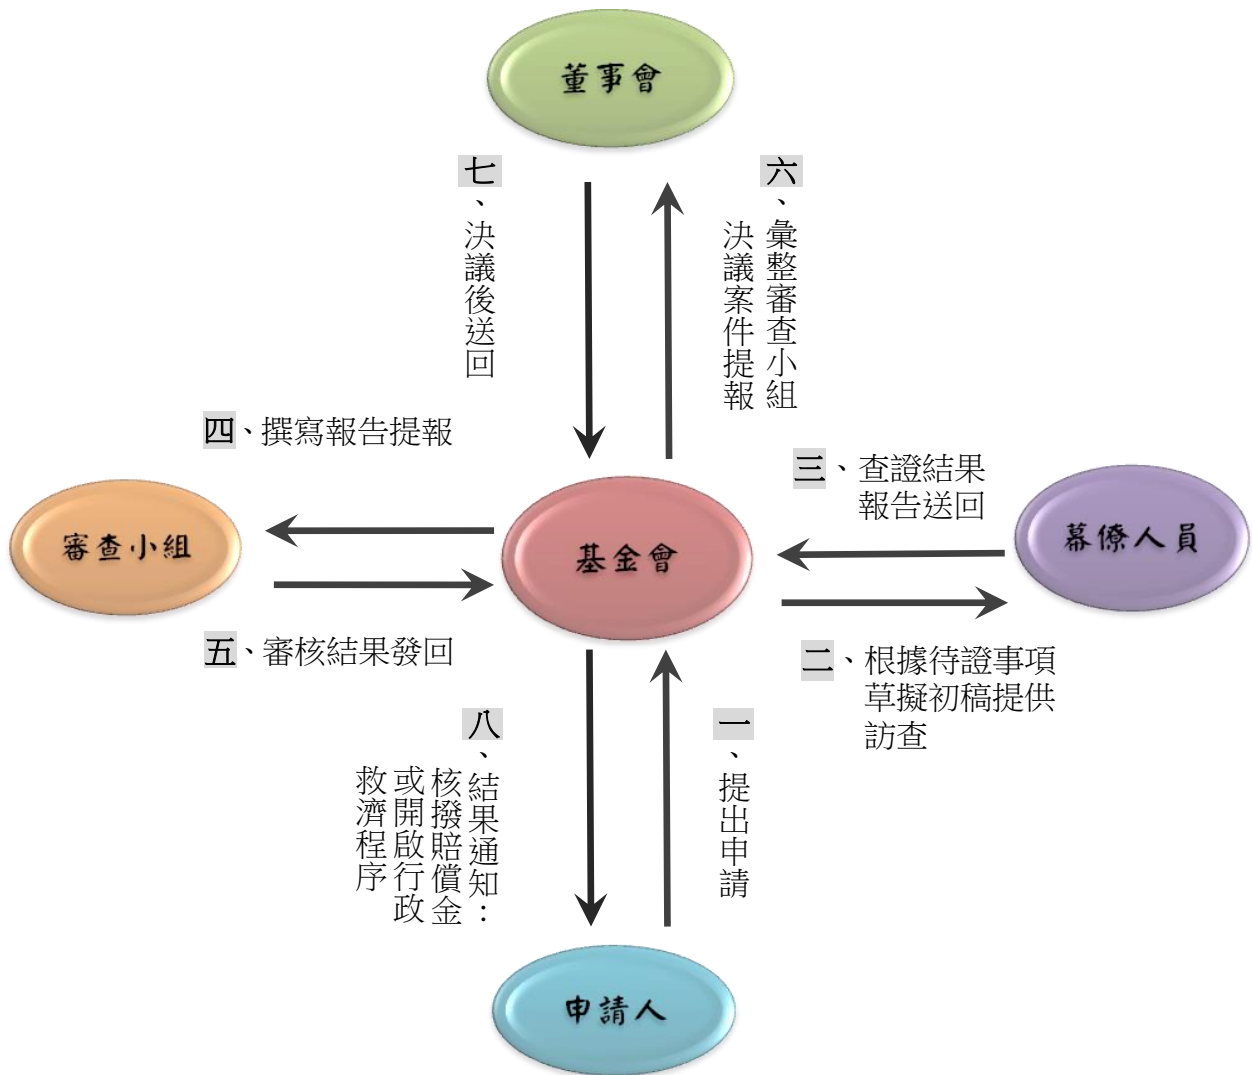 董事會
七、決議後送回
六、彙整審查小組
決議案件提報
四、撰寫報告提報
三、查證結果
報告送回
審查小組
基金會
幕僚人員
五、審核結果發回
二、根據待證事項
草擬初稿提供
訪查
八、結果通知：
核撥賠償金
或開啟行政
救濟程序
一、提出申請
申請人